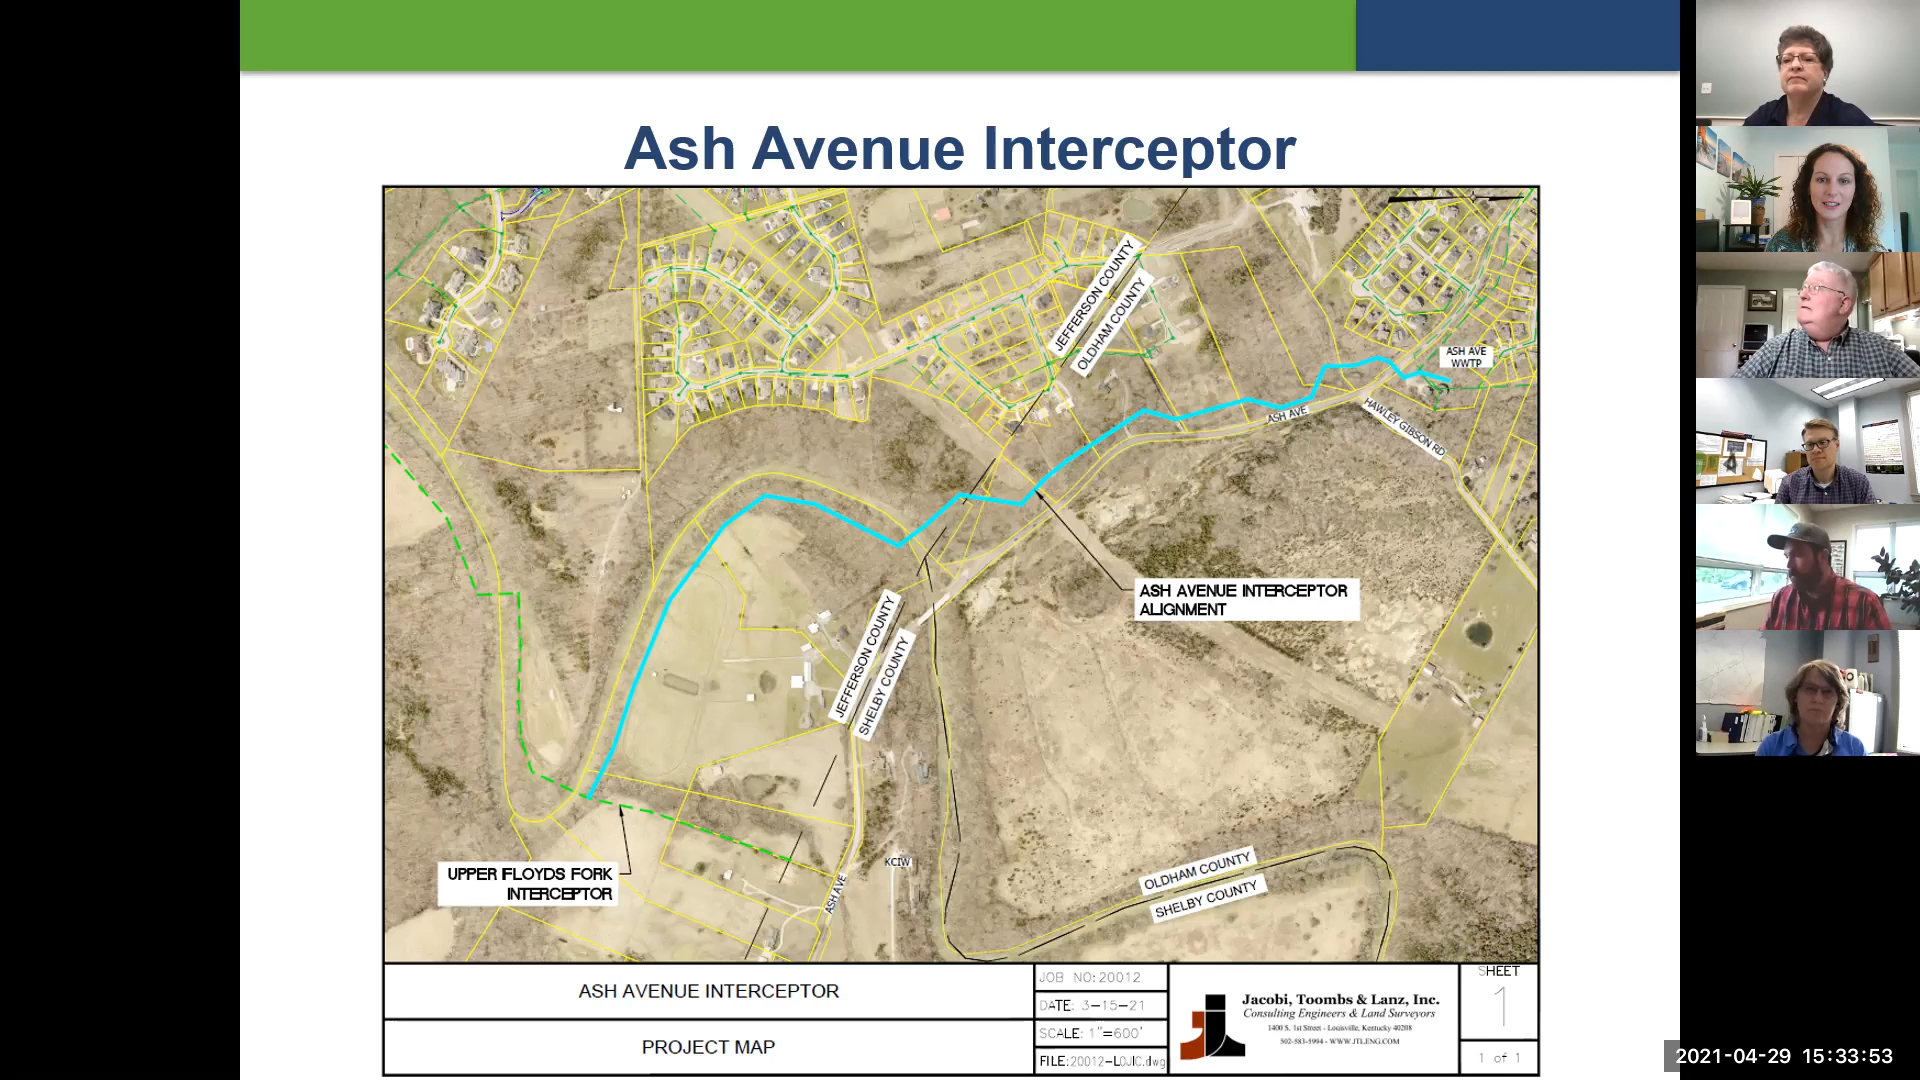 Ash Avenue Interceptor
JEFFERSON COUNTY
OLDHAM COUNTY
ASH AVE
WWTP
ASH AVE
HAWLEY GIBSON RD
ASH AVENUE INTERCEPTOR
ALIGNMENT
JEFFERSON COUNTY
SHELBY COUNTY
UPPER FLOYDS FORK
INTERCEPTOR
KCIW
ASH AVE
OLDHAM COUNTY
SHELBY COUNTY
ASH AVENUE INTERCEPTOR
PROJECT MAP
JOB NO: 20012
DATE: 3-15-21
SCALE: 1"=600'
FILE: 20012-LOJIC.dwg
Jacobi, Toombs & Lanz, Inc.
Consulting Engineers & Land Surveyors
1400 S. 1st Street - Louisville, Kentucky 40208
502-583-5994 - WWW.JTLENG.COM
SHEET
1
1 of 1
2021-04-29 15:33:53